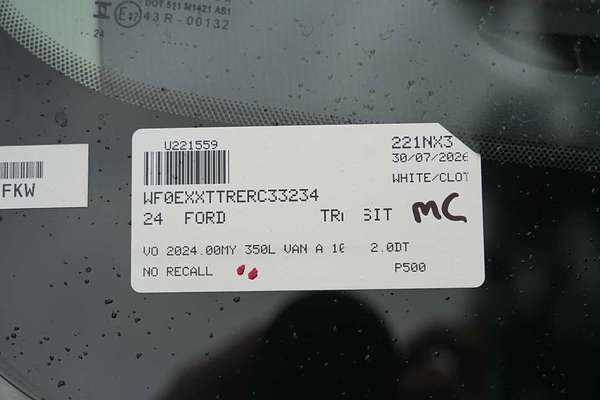 DOT 511 M1421 AS1
43R-00132
24
FKW
U221559
221NX3
30/07/2026
WHITE/CLOT
WF0EXXTTRERC33234
24 FORD TRANSIT MC
VO 2024.00MY 350L VAN A 10 2.0DT
NO RECALL P500